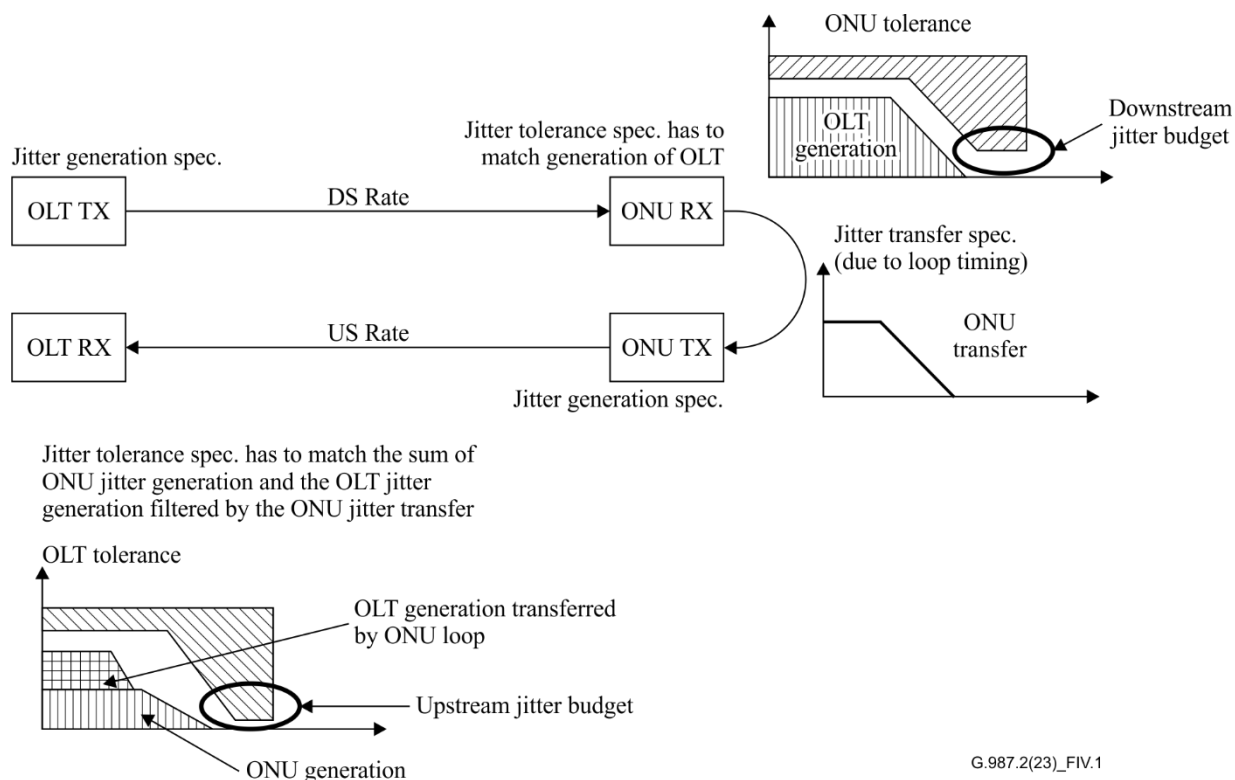 ONU tolerance
OLT
generation
Downstream
jitter budget
Jitter tolerance spec. has to
match generation of OLT
Jitter generation spec.
OLT TX
DS Rate
ONU RX
Jitter transfer spec.
(due to loop timing)
ONU
transfer
OLT RX
US Rate
ONU TX
Jitter generation spec.
Jitter tolerance spec. has to match the sum of
ONU jitter generation and the OLT jitter
generation filtered by the ONU jitter transfer
OLT tolerance
OLT generation transferred
by ONU loop
Upstream jitter budget
ONU generation
G.987.2(23)_FIV.1